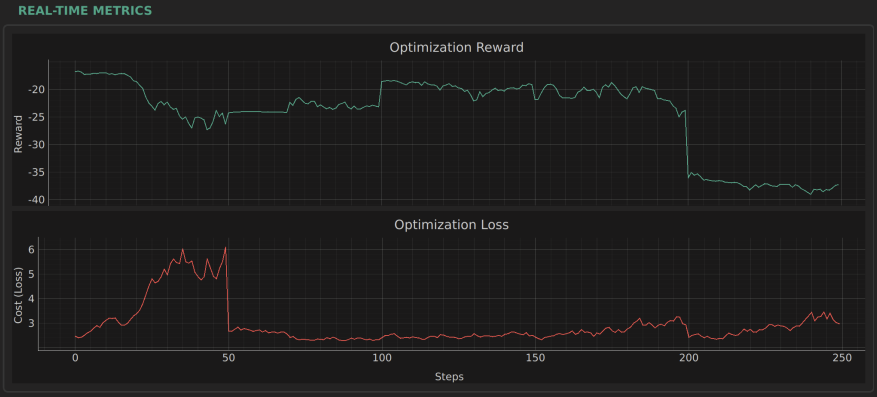 REAL-TIME METRICS
Optimization Reward
Reward
-20
-25
-30
-35
-40
Optimization Loss
Cost (Loss)
6
5
4
3
0 50 100 150 200 250
Steps